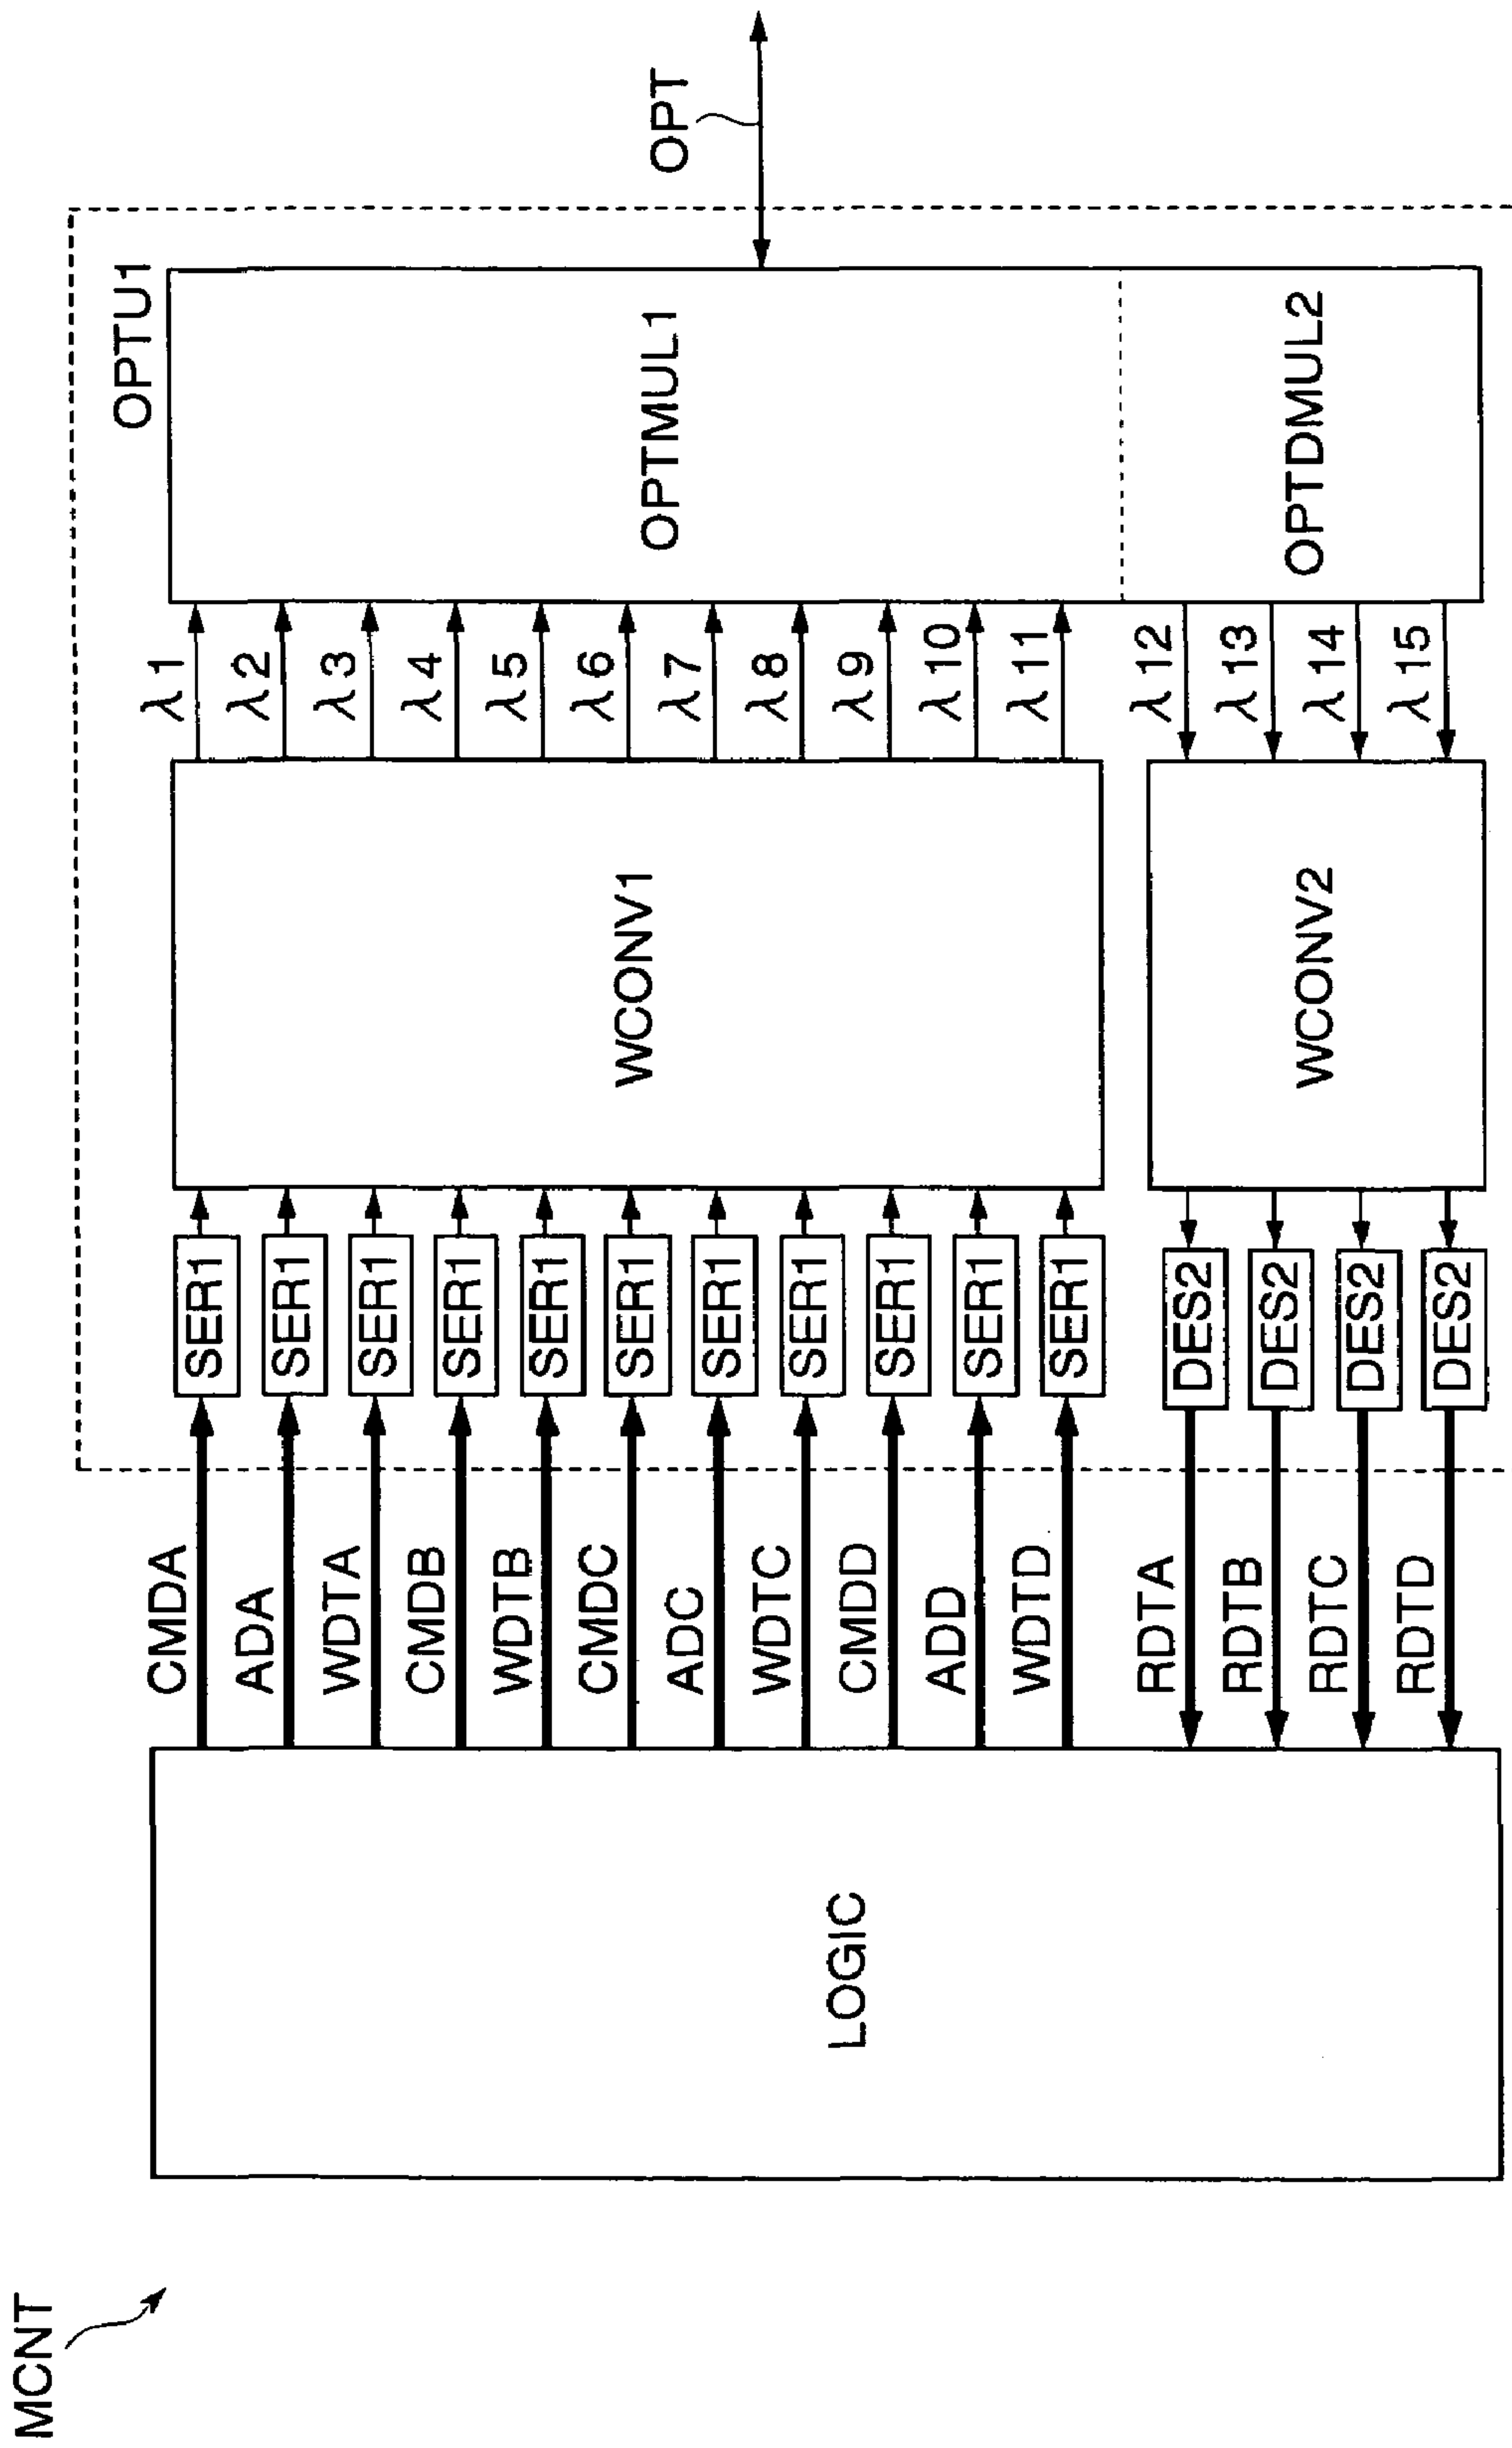 MCNT
LOGIC
CMDA
ADA
WDTA
CMDB
WDTB
CMDC
ADC
WDTC
CMDD
ADD
WDTD
RDTA
RDTB
RDTC
RDTD
SER1
SER1
SER1
SER1
SER1
SER1
SER1
SER1
SER1
SER1
SER1
DES2
DES2
DES2
DES2
WCONV1
WCONV2
λ1
λ2
λ3
λ4
λ5
λ6
λ7
λ8
λ9
λ10
λ11
λ12
λ13
λ14
λ15
OPTU1
OPTMUL1
OPTDMUL2
OPT